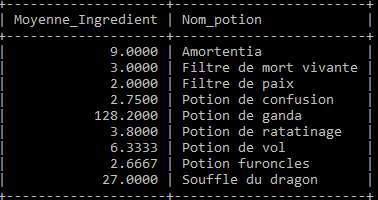 Moyenne_Ingredient | Nom_potion
9.0000 | Amortentia
3.0000 | Filtre de mort vivante
2.0000 | Filtre de paix
2.7500 | Potion de confusion
128.2000 | Potion de ganda
3.8000 | Potion de ratatinage
6.3333 | Potion de vol
2.6667 | Potion furoncles
27.0000 | Souffle du dragon